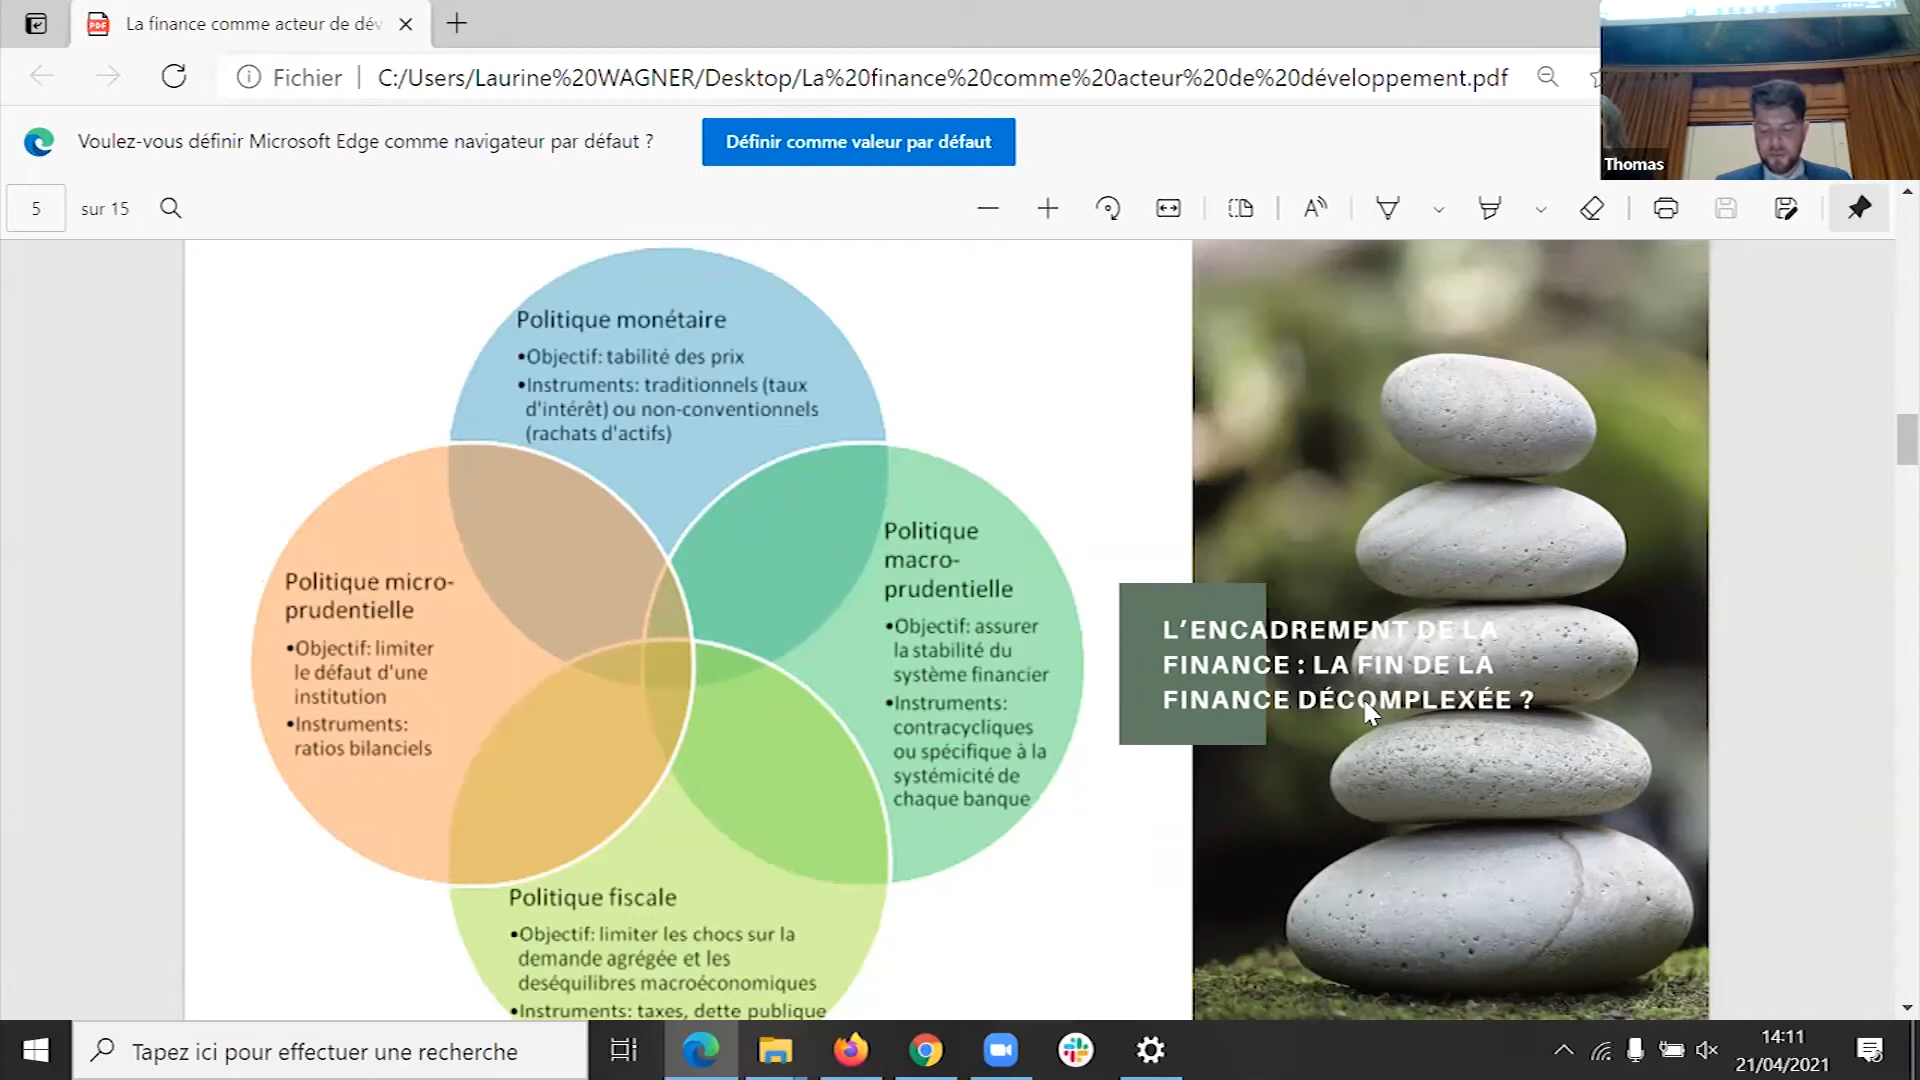 La finance comme acteur de dév
Fichier
C:/Users/Laurine%20WAGNER/Desktop/La%20finance%20comme%20acteur%20de%20développement.pdf
Voulez-vous définir Microsoft Edge comme navigateur par défaut ?
Définir comme valeur par défaut
Thomas
5
sur 15
Politique monétaire
•Objectif: tabilité des prix
•Instruments: traditionnels (taux
d'intérêt) ou non-conventionnels
(rachats d'actifs)
Politique micro-
prudentielle
•Objectif: limiter
le défaut d'une
institution
•Instruments:
ratios bilanciels
Politique
macro-
prudentielle
•Objectif: assurer
la stabilité du
système financier
•Instruments:
contracycliques
ou spécifique à la
systémicité de
chaque banque
Politique fiscale
•Objectif: limiter les chocs sur la
demande agrégée et les
deséquilibres macroéconomiques
•Instruments: taxes, dette publique
L'ENCADREMENT DE LA
FINANCE : LA FIN DE LA
FINANCE DÉCOMPLEXÉE ?
Tapez ici pour effectuer une recherche
14:11
21/04/2021